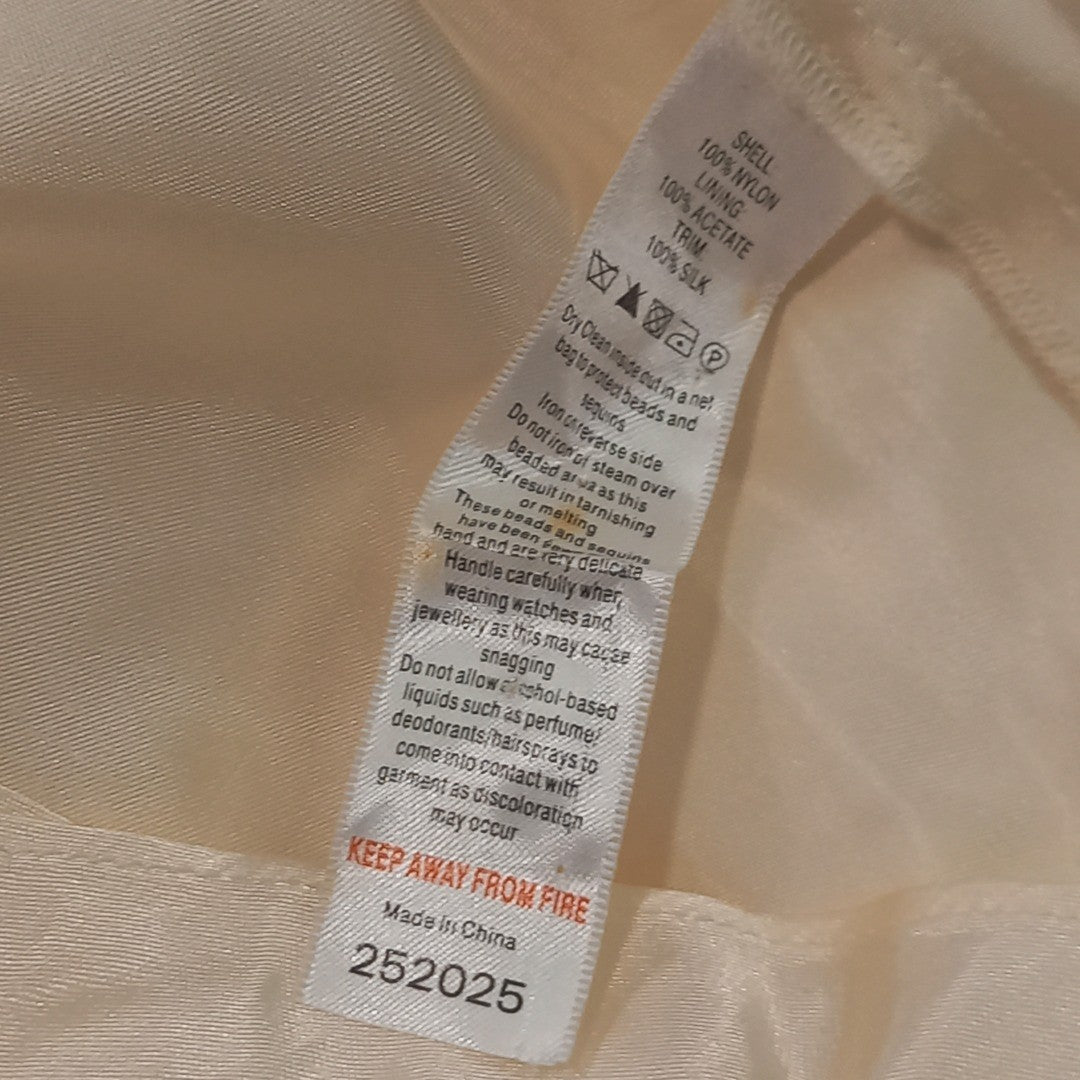 SHELL
100% NYLON
LINING:
100% ACETATE
TRIM:
100% SILK
P
Dry Clean inside out in a net
bag to protect beads and
sequins
Iron on reverse side
Do not iron or steam over
beaded area as this
may result in tarnishing
or melting
These beads and sequins
have been
hand and are very delicate
Handle carefully when
wearing watches and
jewellery as this may cause
snagging
Do not allow alcohol-based
liquids such as perfume/
deodorants/hairsprays to
come into contact with
garment as discoloration
may occur
KEEP AWAY FROM FIRE
Made in China
252025